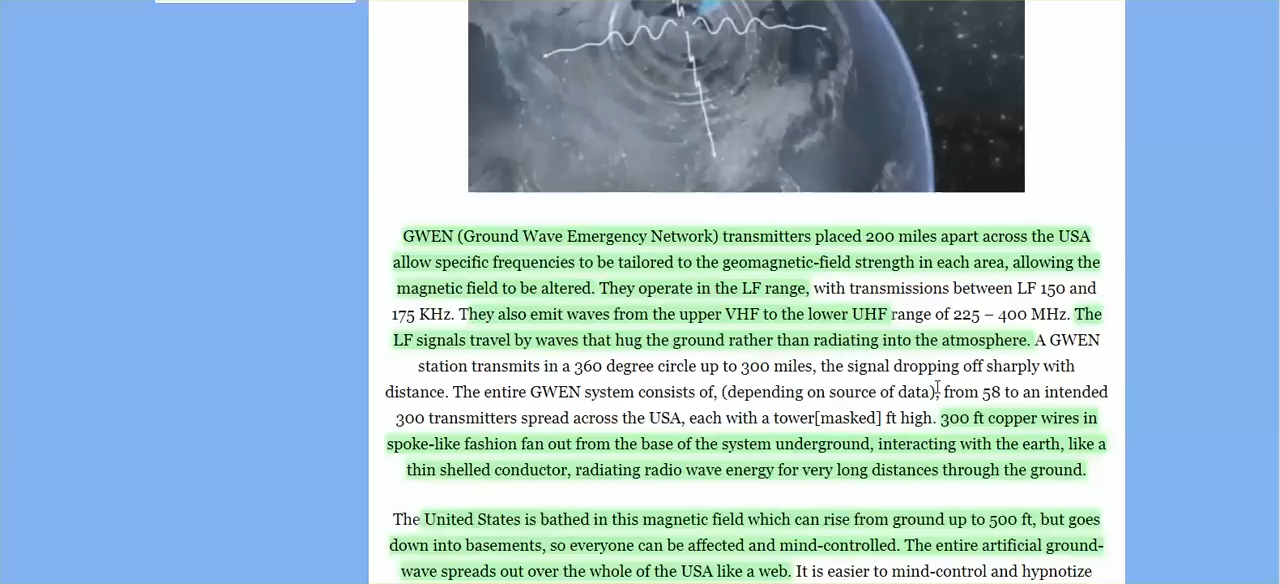 GWEN (Ground Wave Emergency Network) transmitters placed 200 miles apart across the USA
allow specific frequencies to be tailored to the geomagnetic-field strength in each area, allowing the
magnetic field to be altered. They operate in the LF range, with transmissions between LF 150 and
175 KHz. They also emit waves from the upper VHF to the lower UHF range of 225 – 400 MHz. The
LF signals travel by waves that hug the ground rather than radiating into the atmosphere. A GWEN
station transmits in a 360 degree circle up to 300 miles, the signal dropping off sharply with
distance. The entire GWEN system consists of, (depending on source of data), from 58 to an intended
300 transmitters spread across the USA, each with a tower[masked] ft high. 300 ft copper wires in
spoke-like fashion fan out from the base of the system underground, interacting with the earth, like a
thin shelled conductor, radiating radio wave energy for very long distances through the ground.
The United States is bathed in this magnetic field which can rise from ground up to 500 ft, but goes
down into basements, so everyone can be affected and mind-controlled. The entire artificial ground-
wave spreads out over the whole of the USA like a web. It is easier to mind-control and hypnotize